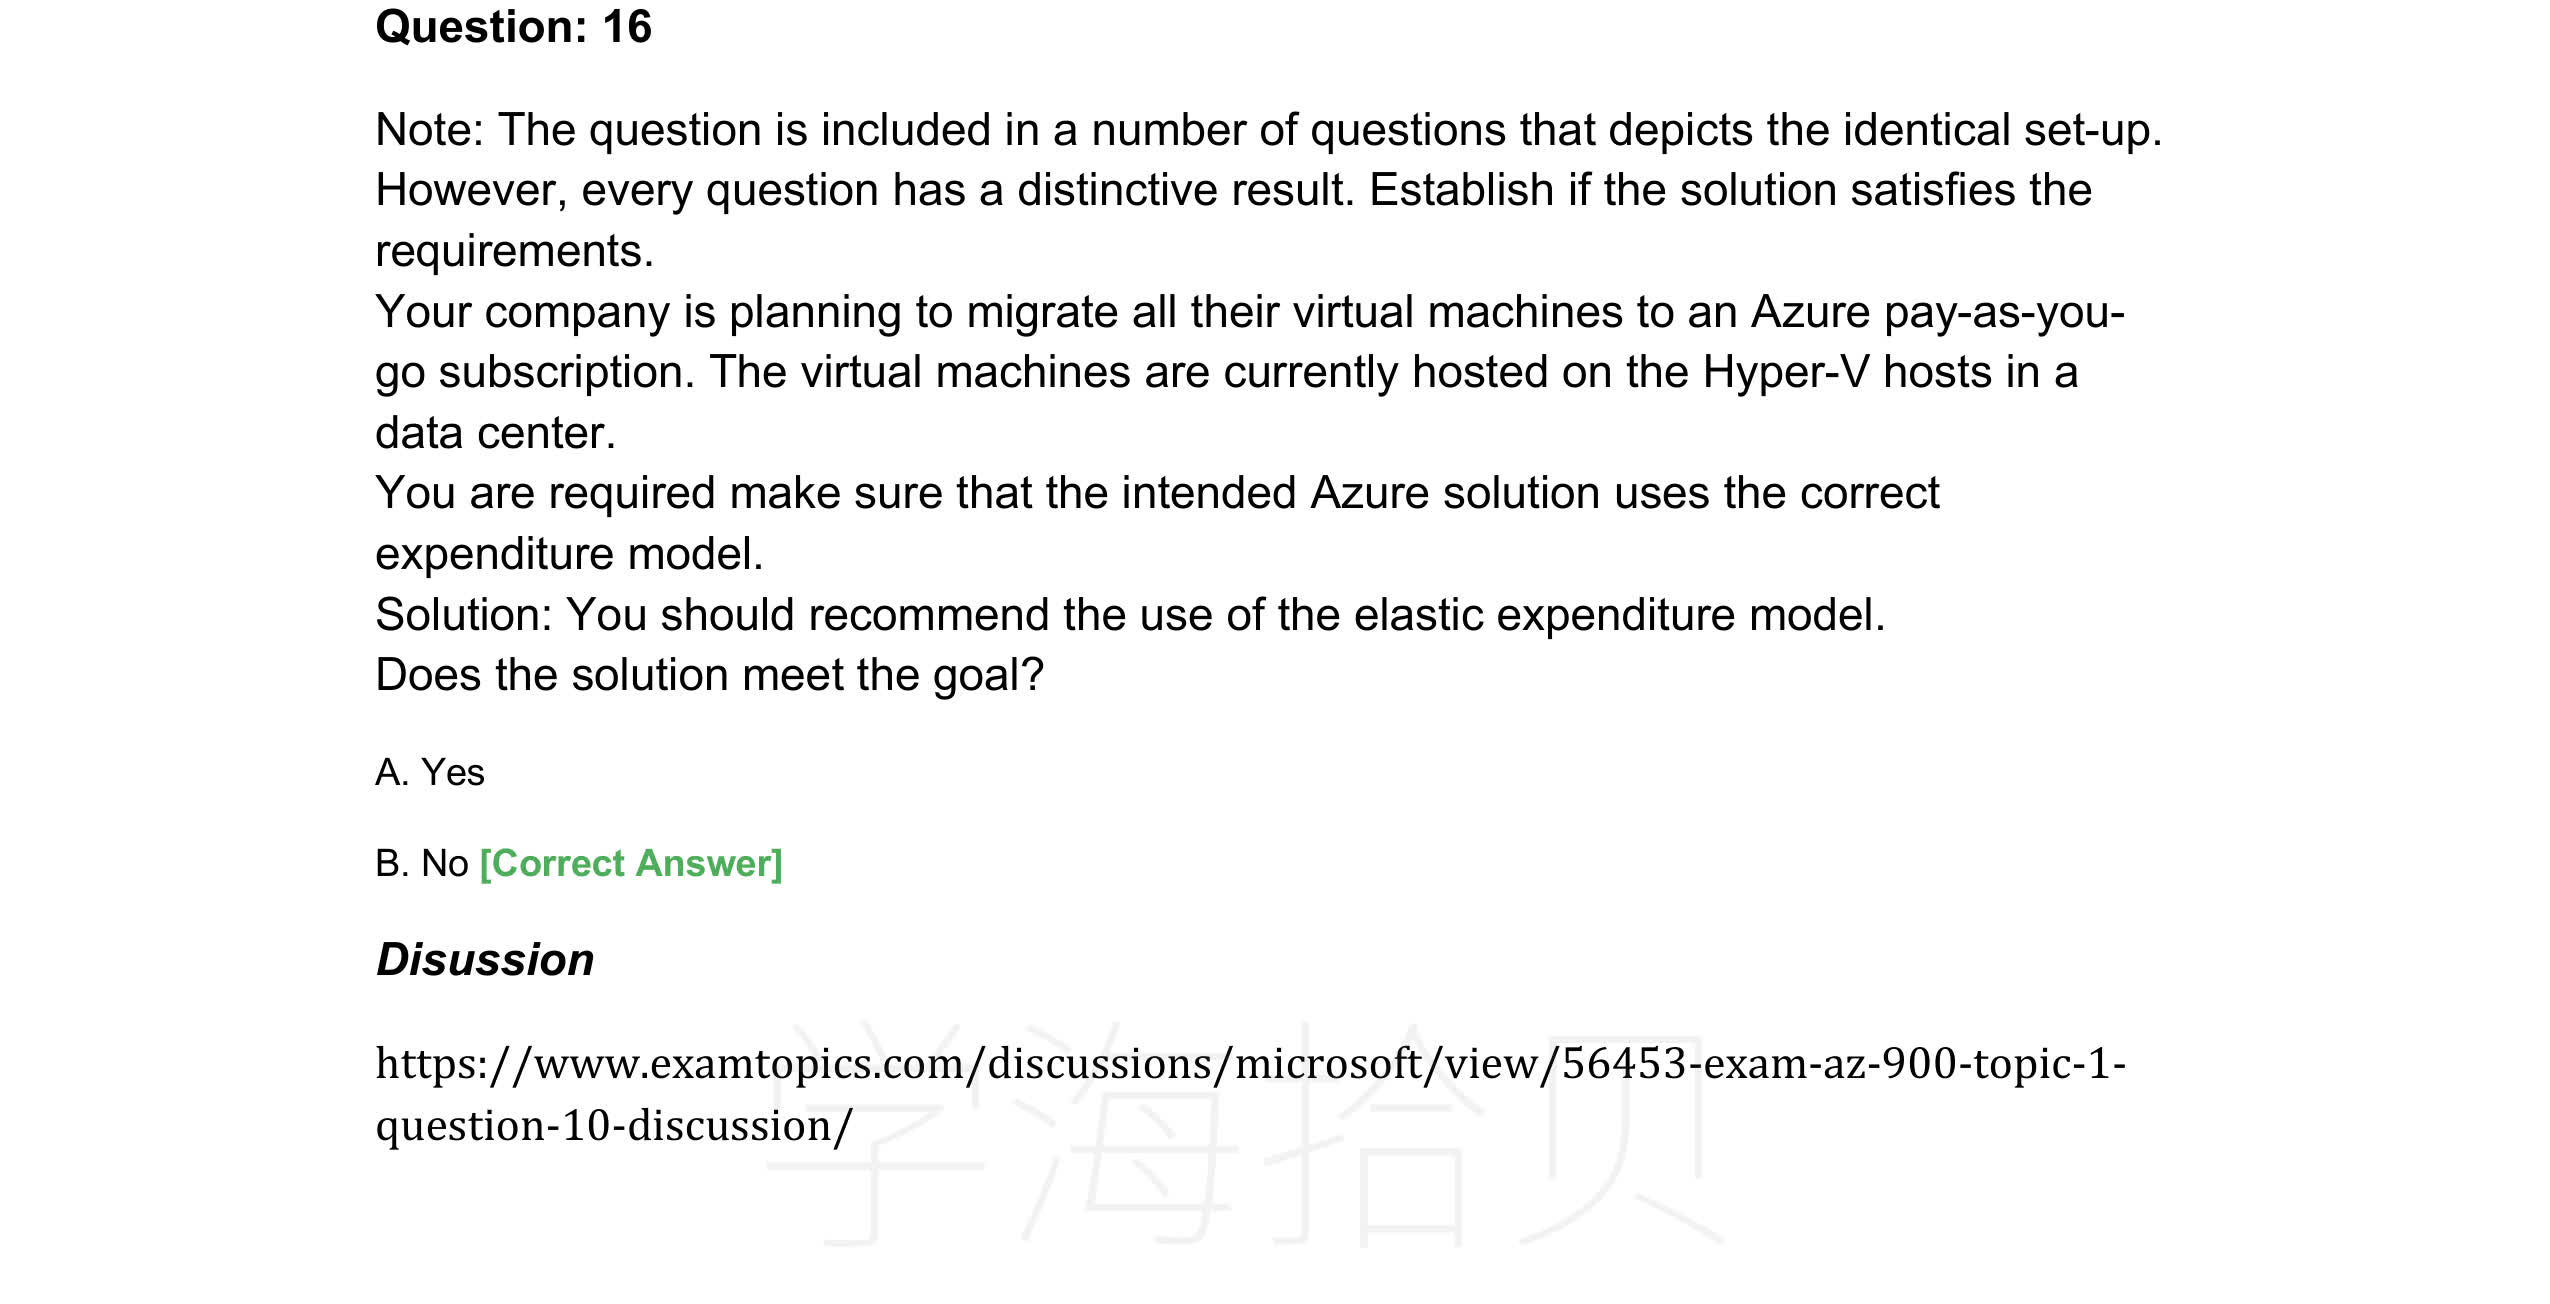 Question: 16
Note: The question is included in a number of questions that depicts the identical set-up.
However, every question has a distinctive result. Establish if the solution satisfies the
requirements.
Your company is planning to migrate all their virtual machines to an Azure pay-as-you-
go subscription. The virtual machines are currently hosted on the Hyper-V hosts in a
data center.
You are required make sure that the intended Azure solution uses the correct
expenditure model.
Solution: You should recommend the use of the elastic expenditure model.
Does the solution meet the goal?
A. Yes
B. No [Correct Answer]
Disussion
https://www.examtopics.com/discussions/microsoft/view/56453-exam-az-900-topic-1-
question-10-discussion/
学海拾贝